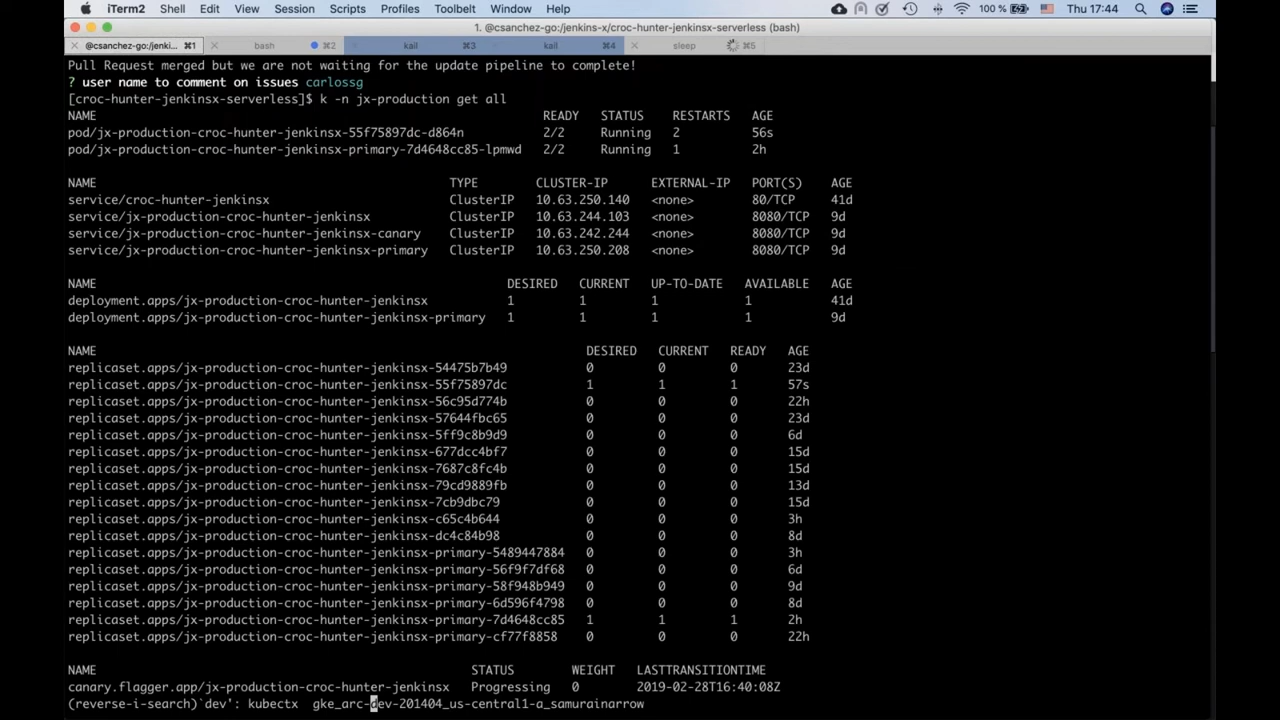 iTerm2 Shell Edit View Session Scripts Profiles Toolbelt Window Help 100 % Thu 17:44
1. @csanchez-go:/jenkins-x/croc-hunter-jenkinsx-serverless (bash)
@csanchez-go:/jenki... ⌘1 bash ⌘2 kail ⌘3 kail ⌘4 sleep ⌘5
Pull Request merged but we are not waiting for the update pipeline to complete!
? user name to comment on issues carlossg
[croc-hunter-jenkinsx-serverless]$ k -n jx-production get all
NAME READY STATUS RESTARTS AGE
pod/jx-production-croc-hunter-jenkinsx-55f75897dc-d864n 2/2 Running 2 56s
pod/jx-production-croc-hunter-jenkinsx-primary-7d4648cc85-lpmwd 2/2 Running 1 2h
NAME TYPE CLUSTER-IP EXTERNAL-IP PORT(S) AGE
service/croc-hunter-jenkinsx ClusterIP 10.63.250.140 <none> 80/TCP 41d
service/jx-production-croc-hunter-jenkinsx ClusterIP 10.63.244.103 <none> 8080/TCP 9d
service/jx-production-croc-hunter-jenkinsx-canary ClusterIP 10.63.242.244 <none> 8080/TCP 9d
service/jx-production-croc-hunter-jenkinsx-primary ClusterIP 10.63.250.208 <none> 8080/TCP 9d
NAME DESIRED CURRENT UP-TO-DATE AVAILABLE AGE
deployment.apps/jx-production-croc-hunter-jenkinsx 1 1 1 1 41d
deployment.apps/jx-production-croc-hunter-jenkinsx-primary 1 1 1 1 9d
NAME DESIRED CURRENT READY AGE
replicaset.apps/jx-production-croc-hunter-jenkinsx-54475b7b49 0 0 0 23d
replicaset.apps/jx-production-croc-hunter-jenkinsx-55f75897dc 1 1 1 57s
replicaset.apps/jx-production-croc-hunter-jenkinsx-56c95d774b 0 0 0 22h
replicaset.apps/jx-production-croc-hunter-jenkinsx-57644fbc65 0 0 0 23d
replicaset.apps/jx-production-croc-hunter-jenkinsx-5ff9c8b9d9 0 0 0 6d
replicaset.apps/jx-production-croc-hunter-jenkinsx-677dcc4bf7 0 0 0 15d
replicaset.apps/jx-production-croc-hunter-jenkinsx-7687c8fc4b 0 0 0 15d
replicaset.apps/jx-production-croc-hunter-jenkinsx-79cd9889fb 0 0 0 13d
replicaset.apps/jx-production-croc-hunter-jenkinsx-7cb9dbc79 0 0 0 15d
replicaset.apps/jx-production-croc-hunter-jenkinsx-c65c4b644 0 0 0 3h
replicaset.apps/jx-production-croc-hunter-jenkinsx-dc4c84b98 0 0 0 8d
replicaset.apps/jx-production-croc-hunter-jenkinsx-primary-5489447884 0 0 0 3h
replicaset.apps/jx-production-croc-hunter-jenkinsx-primary-56f9f7df68 0 0 0 6d
replicaset.apps/jx-production-croc-hunter-jenkinsx-primary-58f948b949 0 0 0 9d
replicaset.apps/jx-production-croc-hunter-jenkinsx-primary-6d596f4798 0 0 0 8d
replicaset.apps/jx-production-croc-hunter-jenkinsx-primary-7d4648cc85 1 1 1 2h
replicaset.apps/jx-production-croc-hunter-jenkinsx-primary-cf77f8858 0 0 0 22h
NAME STATUS WEIGHT LASTTRANSITIONTIME
canary.flagger.app/jx-production-croc-hunter-jenkinsx Progressing 0 2019-02-28T16:40:08Z
(reverse-i-search)`dev': kubectx gke_arc-dev-201404_us-central1-a_samurainarrow